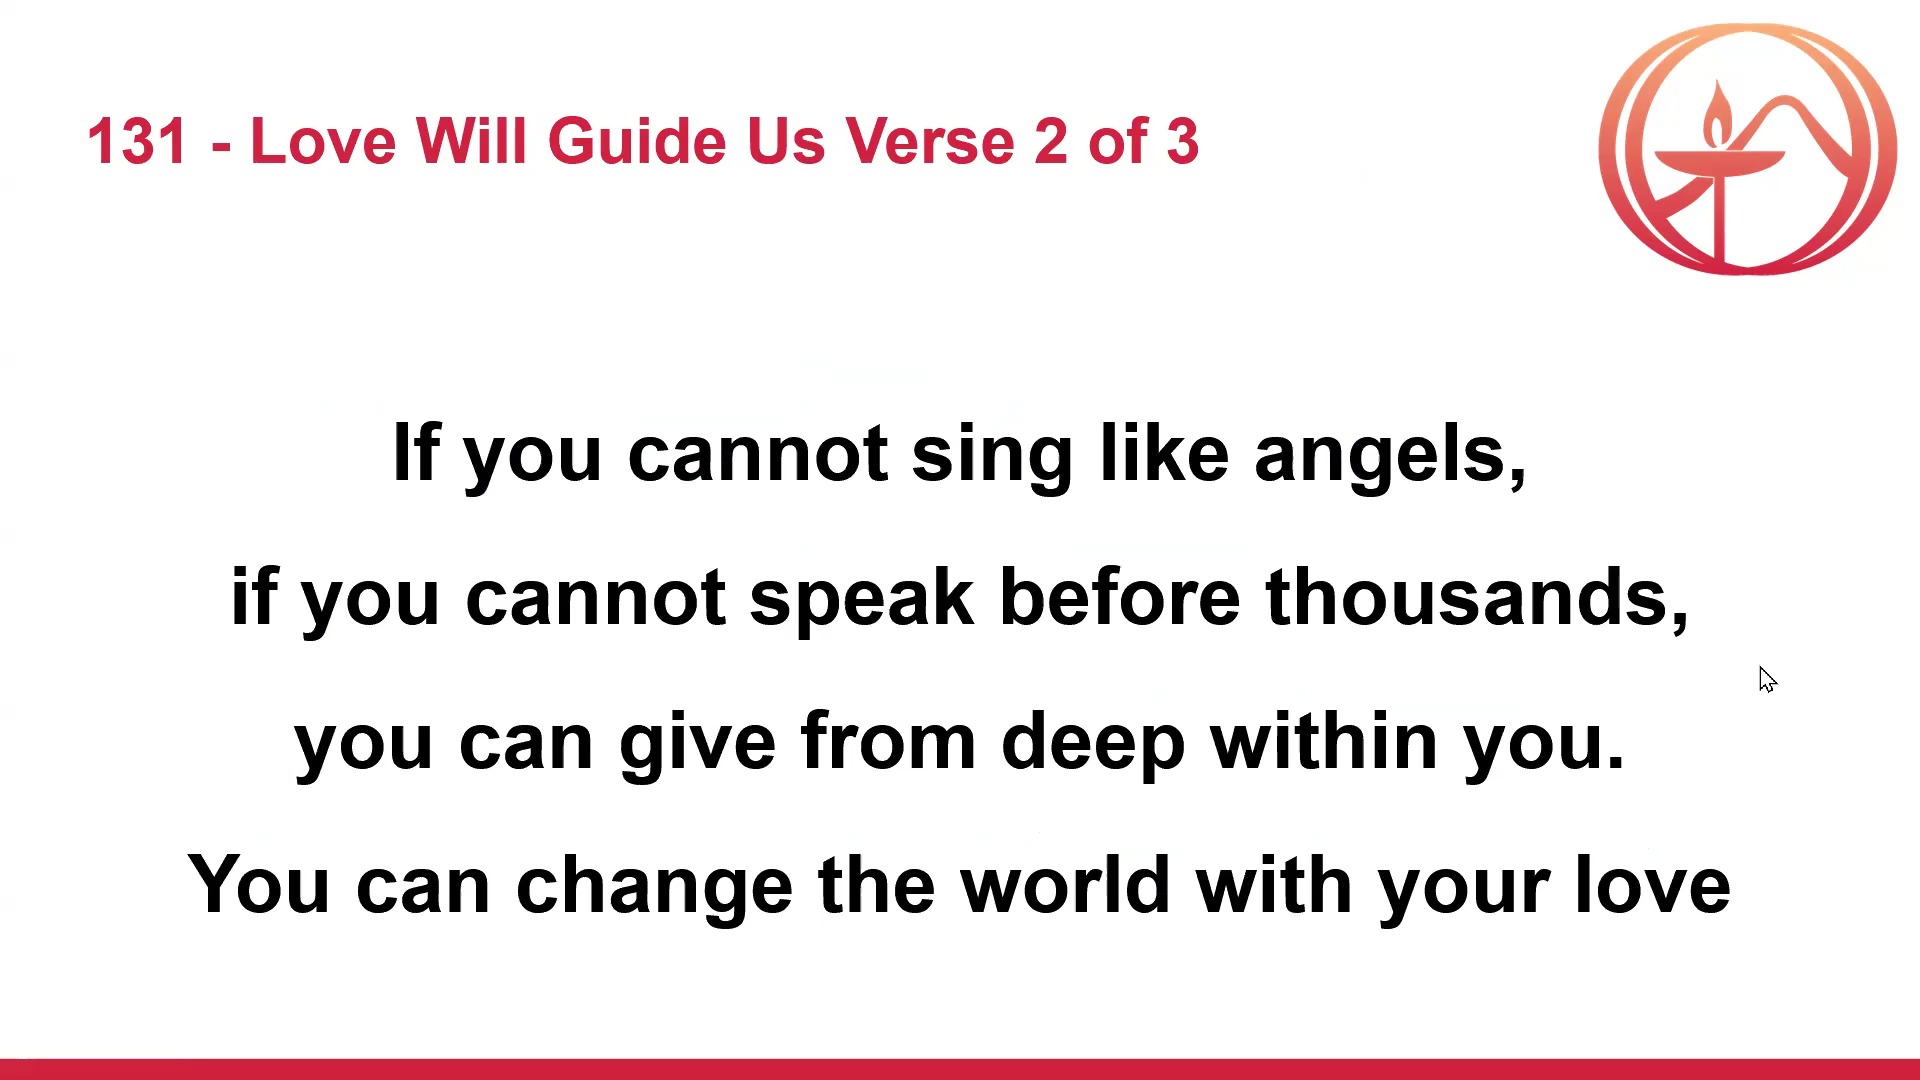 131 - Love Will Guide Us Verse 2 of 3
If you cannot sing like angels,
if you cannot speak before thousands,
you can give from deep within you.
You can change the world with your love